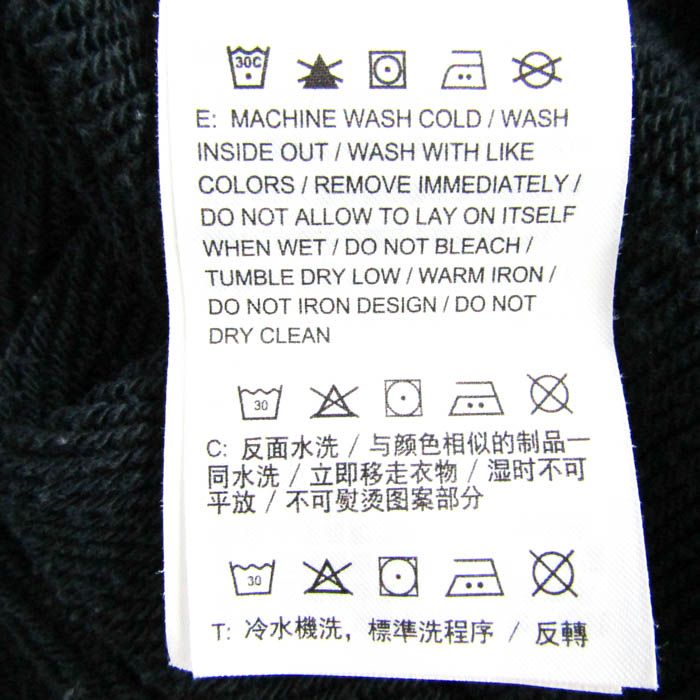 30C
E: MACHINE WASH COLD / WASH
INSIDE OUT / WASH WITH LIKE
COLORS / REMOVE IMMEDIATELY /
DO NOT ALLOW TO LAY ON ITSELF
WHEN WET / DO NOT BLEACH /
TUMBLE DRY LOW / WARM IRON /
DO NOT IRON DESIGN / DO NOT
DRY CLEAN
30
C: 反面水洗 / 与颜色相似的制品一
同水洗 / 立即移走衣物 / 湿时不可
平放 / 不可熨烫图案部分
30
T: 冷水機洗，標準洗程序 / 反轉